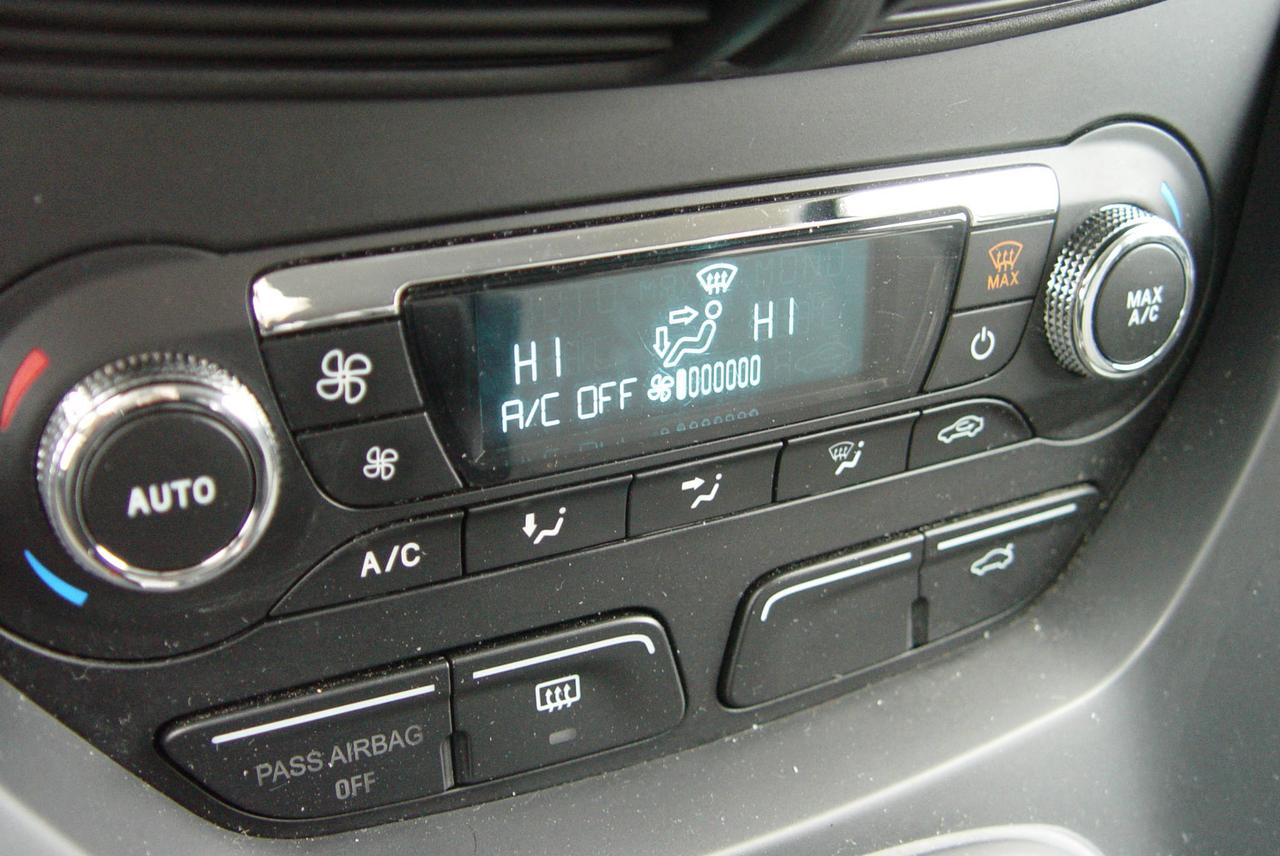 MAX
MAX
A/C
HI
HI
A/C OFF
AUTO
A/C
PASS AIRBAG
OFF